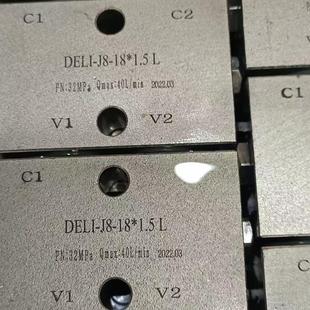 C1 C2
DELI-J8-18*1.5 L
PN:32MPa Qmax:40L/min 2022.03
V1 V2
C1
DELI-J8-18*1.5 L
PN:32MPa Qmax:40L/min 2022.03
V1 V2
C1